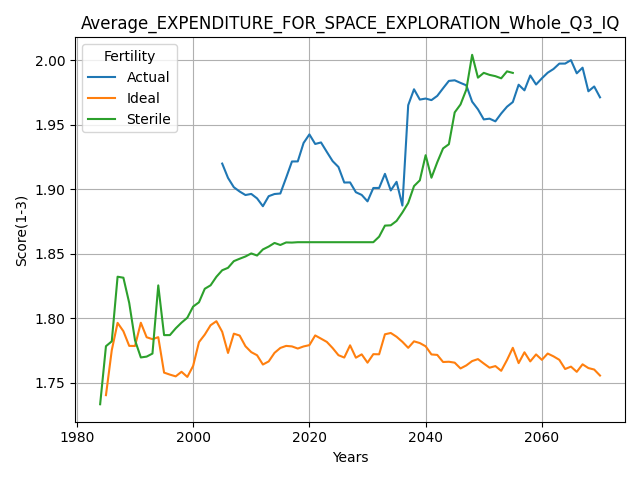 Average_EXPENDITURE_FOR_SPACE_EXPLORATION_Whole_Q3_IQ
Fertility
Actual
Ideal
Sterile
Score(1-3)
2.00
1.95
1.90
1.85
1.80
1.75
1980 2000 2020 2040 2060
Years